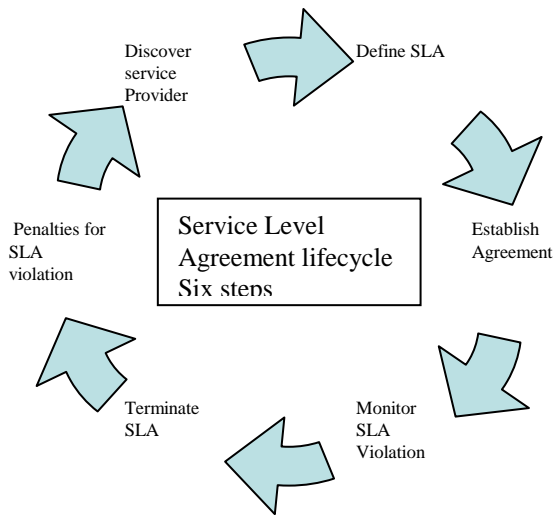 Discover
service
Provider
Define SLA
Establish
Agreement
Monitor
SLA
Violation
Terminate
SLA
Penalties for
SLA
violation
Service Level
Agreement lifecycle
Six steps